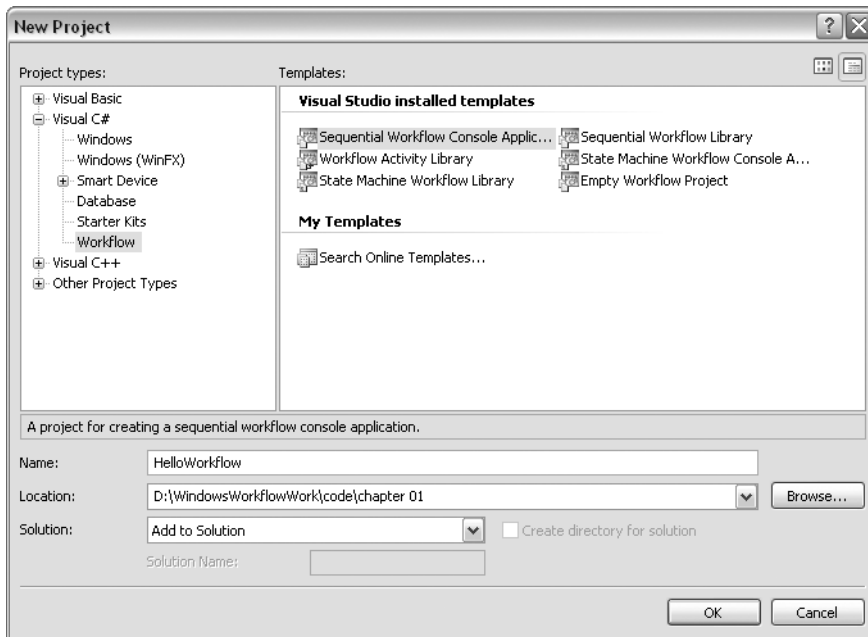 New Project
Project types:
Templates:
Visual Basic
Visual C#
Windows
Windows (WinFX)
Smart Device
Database
Starter Kits
Workflow
Visual C++
Other Project Types
Visual Studio installed templates
Sequential Workflow Console Applic...
Sequential Workflow Library
Workflow Activity Library
State Machine Workflow Console A...
State Machine Workflow Library
Empty Workflow Project
My Templates
Search Online Templates...
A project for creating a sequential workflow console application.
Name:
HelloWorkflow
Location:
D:\WindowsWorkflowWork\code\chapter 01
Browse...
Solution:
Add to Solution
Create directory for solution
Solution Name:
OK
Cancel